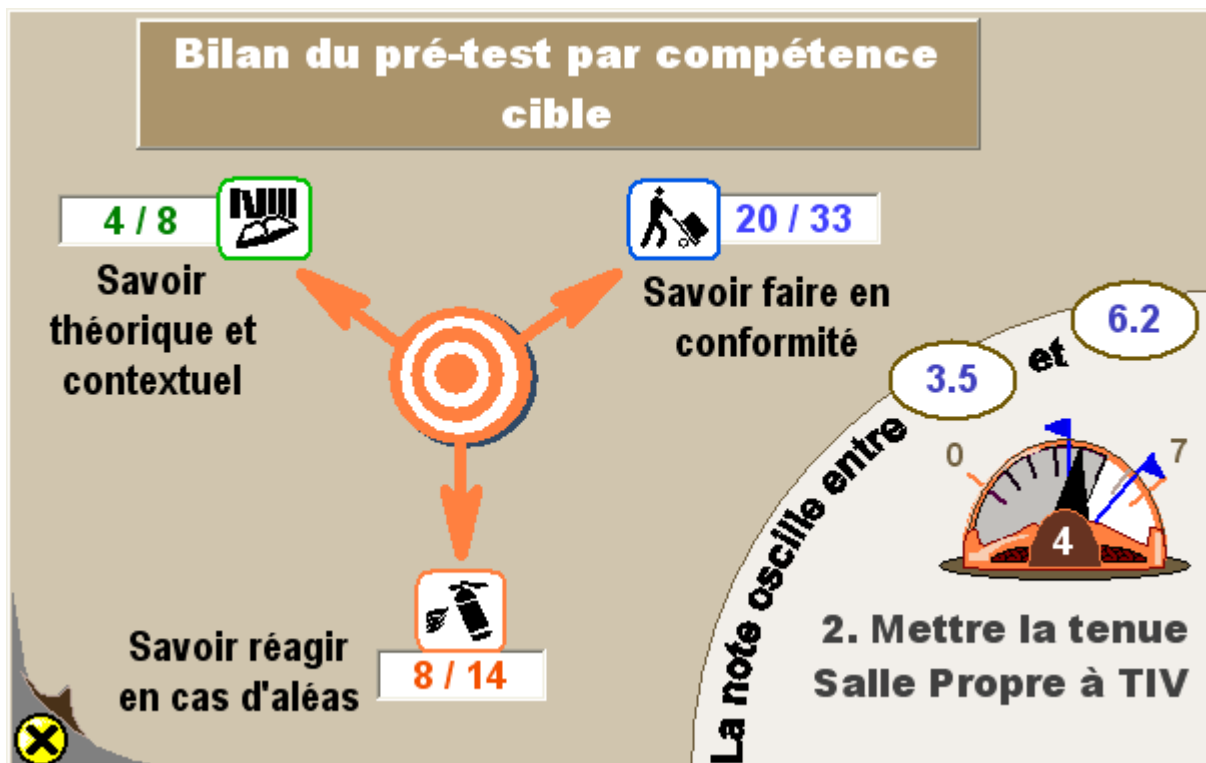 Bilan du pré-test par compétence
cible
4 / 8
Savoir
théorique et
contextuel
20 / 33
Savoir faire en
conformité
8 / 14
Savoir réagir
en cas d'aléas
La note oscille entre 3.5 et 6.2
0
7
4
2. Mettre la tenue
Salle Propre à TIV